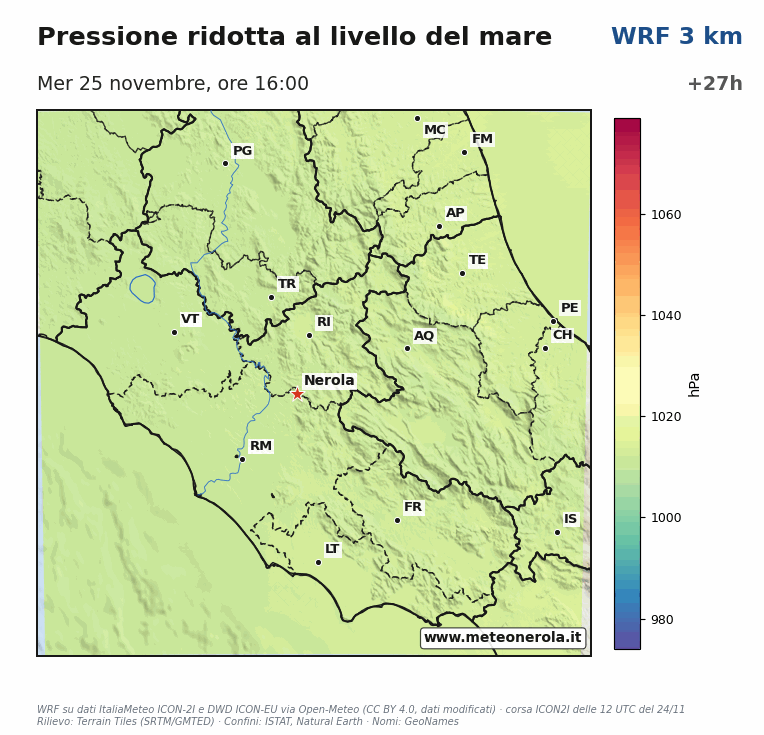 Pressione ridotta al livello del mare
WRF 3 km
Mer 25 novembre, ore 16:00
+27h
MC
FM
PG
AP
TE
TR
PE
VT
RI
AQ
CH
Nerola
RM
FR
IS
LT
www.meteonerola.it
1060
1040
1020
1000
980
hPa
WRF su dati ItaliaMeteo ICON-2I e DWD ICON-EU via Open-Meteo (CC BY 4.0, dati modificati) · corsa ICON2I delle 12 UTC del 24/11
Rilievo: Terrain Tiles (SRTM/GMTED) · Confini: ISTAT, Natural Earth · Nomi: GeoNames